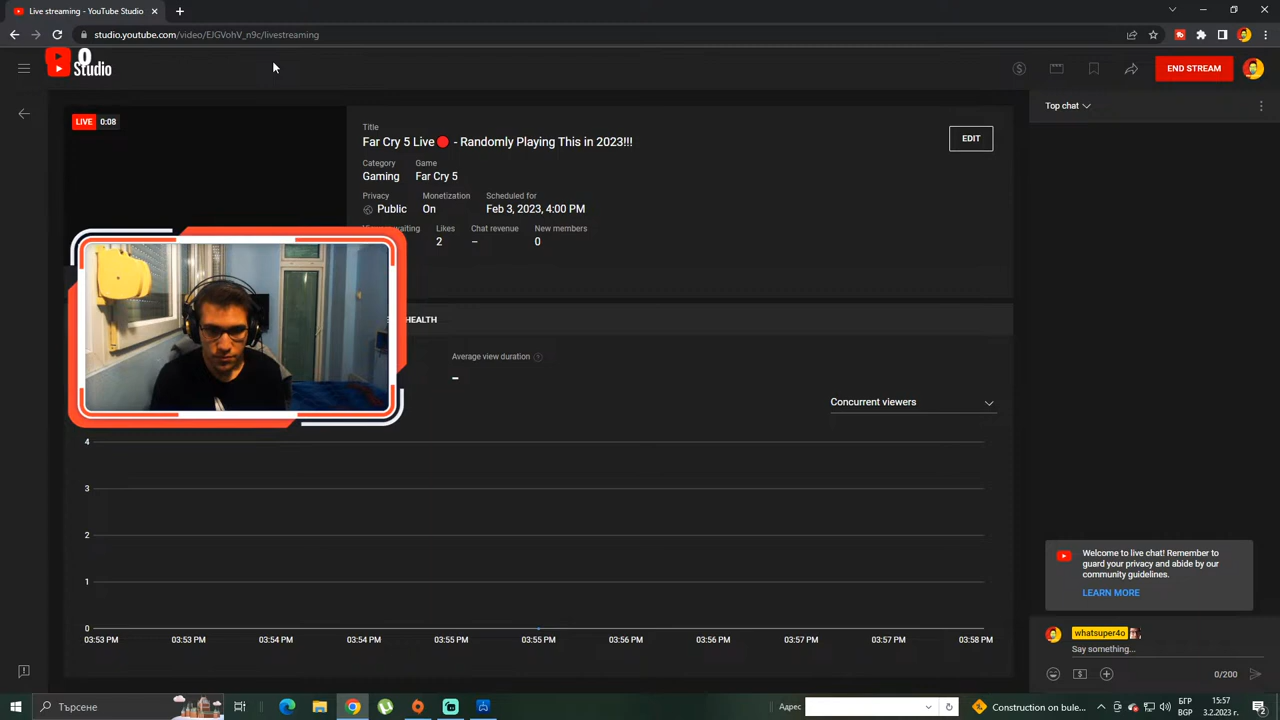 Live streaming - YouTube Studio
studio.youtube.com/video/EJGVohV_n9c/livestreaming
0
Studio
END STREAM
LIVE 0:08
Title
Far Cry 5 Live🔴 - Randomly Playing This in 2023!!!
EDIT
Category Game
Gaming Far Cry 5
Privacy Monetization Scheduled for
Public On Feb 3, 2023, 4:00 PM
Likes Chat revenue New members
2 – 0
HEALTH
Average view duration
–
Concurrent viewers
4
3
2
1
0
03:53 PM 03:53 PM 03:54 PM 03:54 PM 03:55 PM 03:55 PM 03:56 PM 03:56 PM 03:57 PM 03:57 PM 03:58 PM
Top chat
Welcome to live chat! Remember to
guard your privacy and abide by our
community guidelines.
LEARN MORE
whatsuper4o
Say something...
0/200
Търсене
Адрес
Construction on bule...
БГР
BGP
15:57
3.2.2023 г.
2